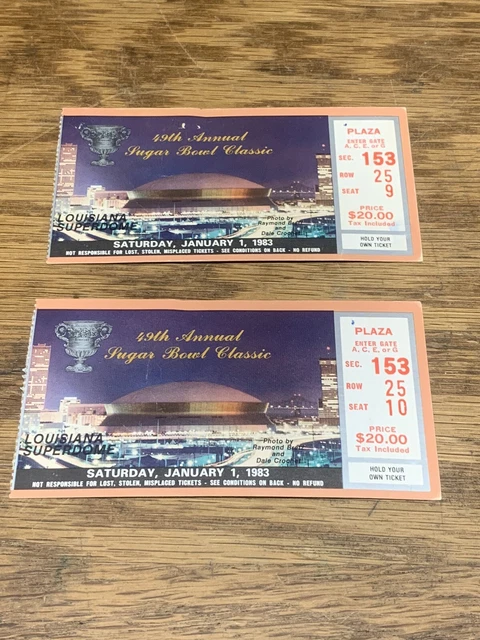 49th Annual
Sugar Bowl Classic
LOUISIANA
SUPERDOME
Photo by
Raymond
and
Dale
SATURDAY, JANUARY 1, 1983
NOT RESPONSIBLE FOR LOST, STOLEN, MISPLACED TICKETS - SEE CONDITIONS ON BACK - NO REFUND
PLAZA
ENTER GATE
A, C, E, or G
SEC. 153
ROW 25
SEAT 9
PRICE
$20.00
Tax Included
HOLD YOUR
OWN TICKET
49th Annual
Sugar Bowl Classic
LOUISIANA
SUPERDOME
Photo by
Raymond
and
Dale
SATURDAY, JANUARY 1, 1983
NOT RESPONSIBLE FOR LOST, STOLEN, MISPLACED TICKETS - SEE CONDITIONS ON BACK - NO REFUND
PLAZA
ENTER GATE
A, C, E, or G
SEC. 153
ROW 25
SEAT 10
PRICE
$20.00
Tax Included
HOLD YOUR
OWN TICKET